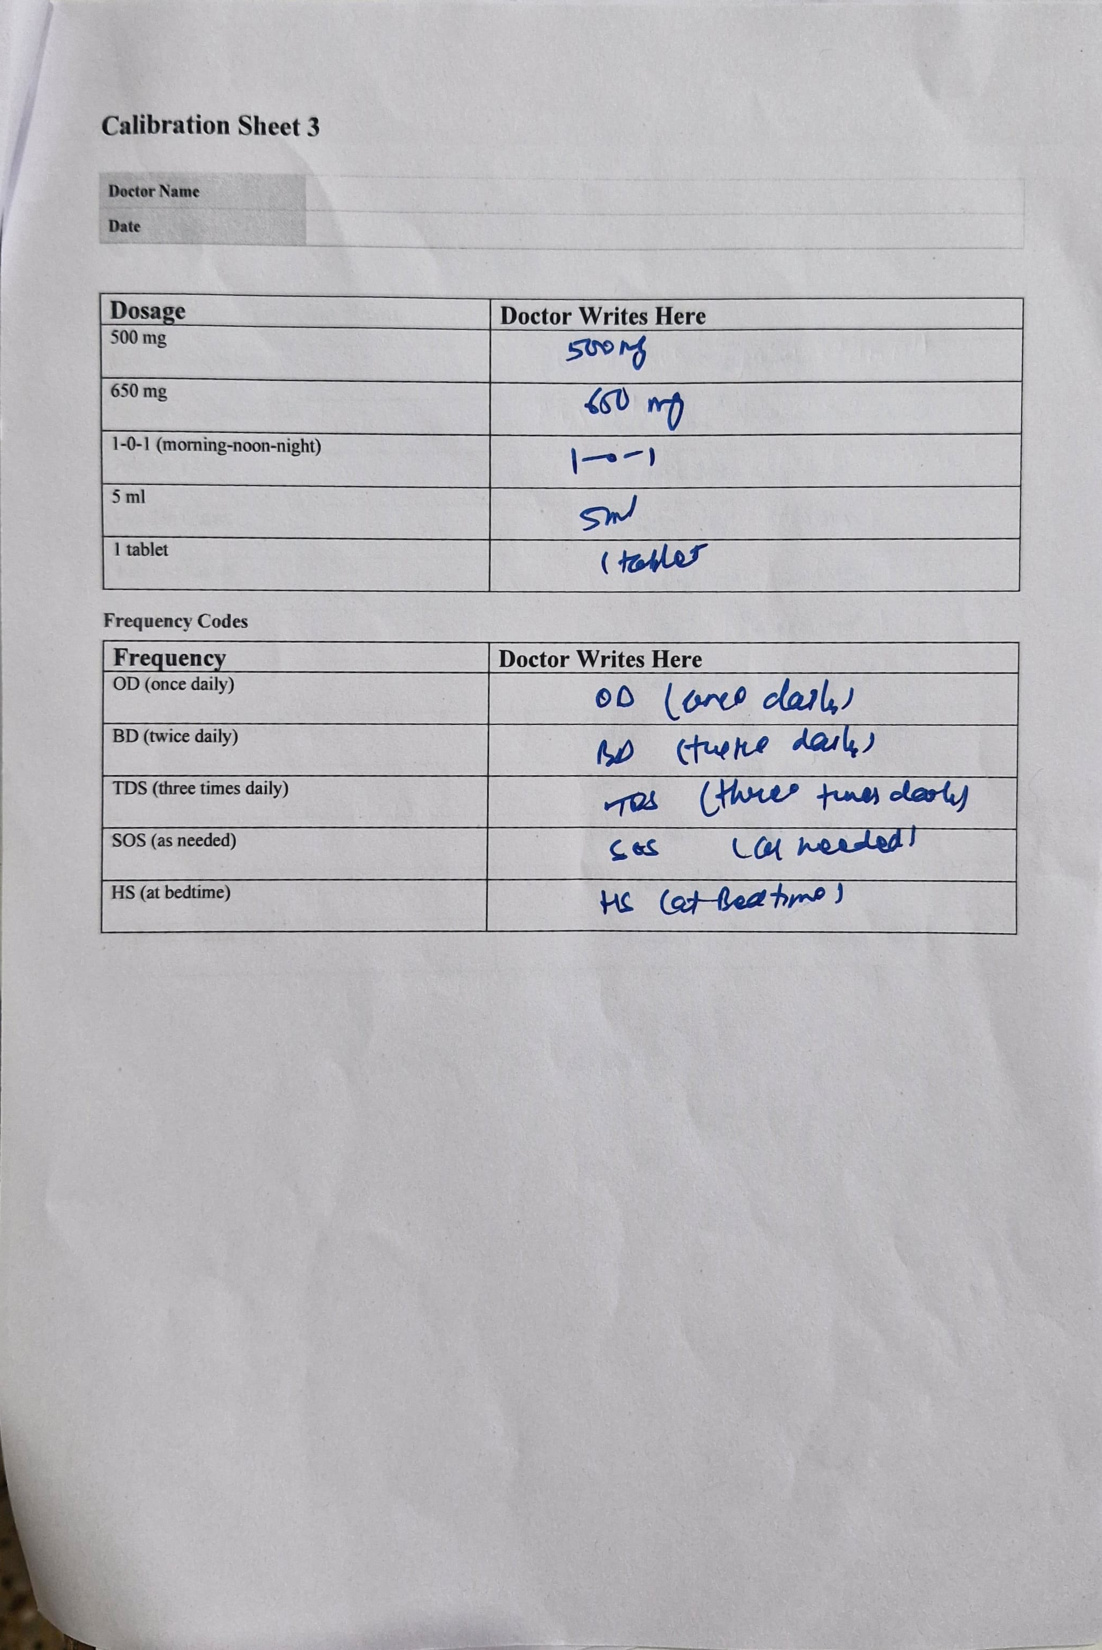 Calibration Sheet 3
Doctor Name
Date
Dosage Doctor Writes Here
500 mg 500 mg
650 mg 650 mg
1-0-1 (morning-noon-night) 1-0-1
5 ml 5ml
1 tablet 1 tablet
Frequency Codes
Frequency Doctor Writes Here
OD (once daily) OD (once daily)
BD (twice daily) BD (twice daily)
TDS (three times daily) TDS (three times daily)
SOS (as needed) SOS (as needed)
HS (at bedtime) HS (at Bedtime)